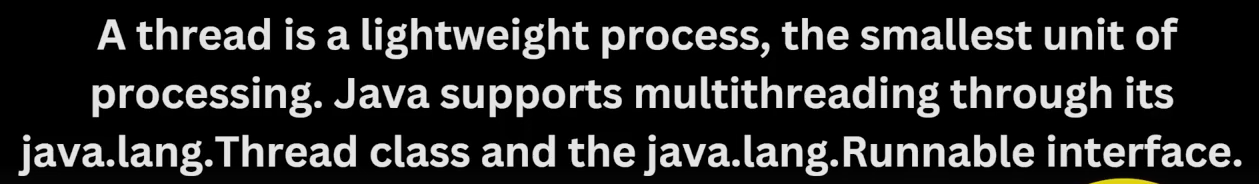 A thread is a lightweight process, the smallest unit of
processing. Java supports multithreading through its
java.lang.Thread class and the java.lang.Runnable interface.